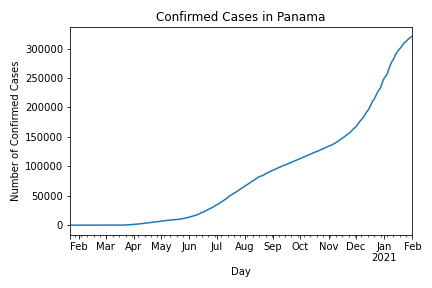 Confirmed Cases in Panama
Number of Confirmed Cases
300000
250000
200000
150000
100000
50000
0
Feb Mar Apr May Jun Jul Aug Sep Oct Nov Dec Jan Feb
2021
Day